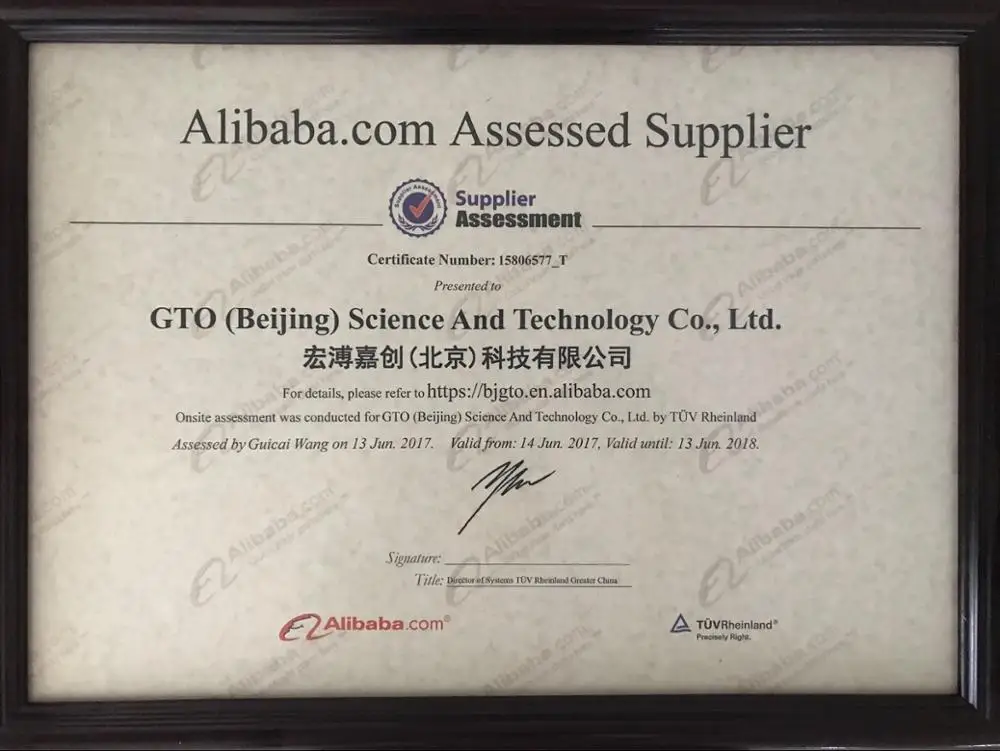 Alibaba.com Assessed Supplier
Supplier Assessment
Supplier
Assessment
Certificate Number: 15806577_T
Presented to
GTO (Beijing) Science And Technology Co., Ltd.
宏溥嘉创(北京)科技有限公司
For details, please refer to https://bjgto.en.alibaba.com
Onsite assessment was conducted for GTO (Beijing) Science And Technology Co., Ltd. by TÜV Rheinland
Assessed by Guicai Wang on 13 Jun. 2017. Valid from: 14 Jun. 2017, Valid until: 13 Jun. 2018.
Signature:
Title: Director of Systems TÜV Rheinland Greater China
Alibaba.com®
TÜVRheinland®
Precisely Right.